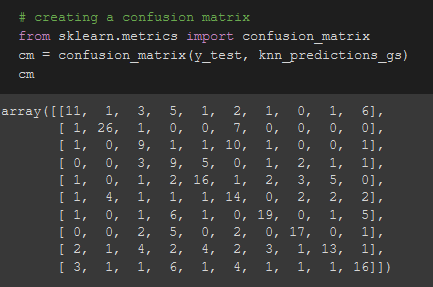 # creating a confusion matrix
from sklearn.metrics import confusion_matrix
cm = confusion_matrix(y_test, knn_predictions_gs)
cm
array([[11, 1, 3, 5, 1, 2, 1, 0, 1, 6],
[ 1, 26, 1, 0, 0, 7, 0, 0, 0, 0],
[ 1, 0, 9, 1, 1, 10, 1, 0, 0, 1],
[ 0, 0, 3, 9, 5, 0, 1, 2, 1, 1],
[ 1, 0, 1, 2, 16, 1, 2, 3, 5, 0],
[ 1, 4, 1, 1, 1, 14, 0, 2, 2, 2],
[ 1, 0, 1, 6, 1, 0, 19, 0, 1, 5],
[ 0, 0, 2, 5, 0, 2, 0, 17, 0, 1],
[ 2, 1, 4, 2, 4, 2, 3, 1, 13, 1],
[ 3, 1, 1, 6, 1, 4, 1, 1, 1, 16]])